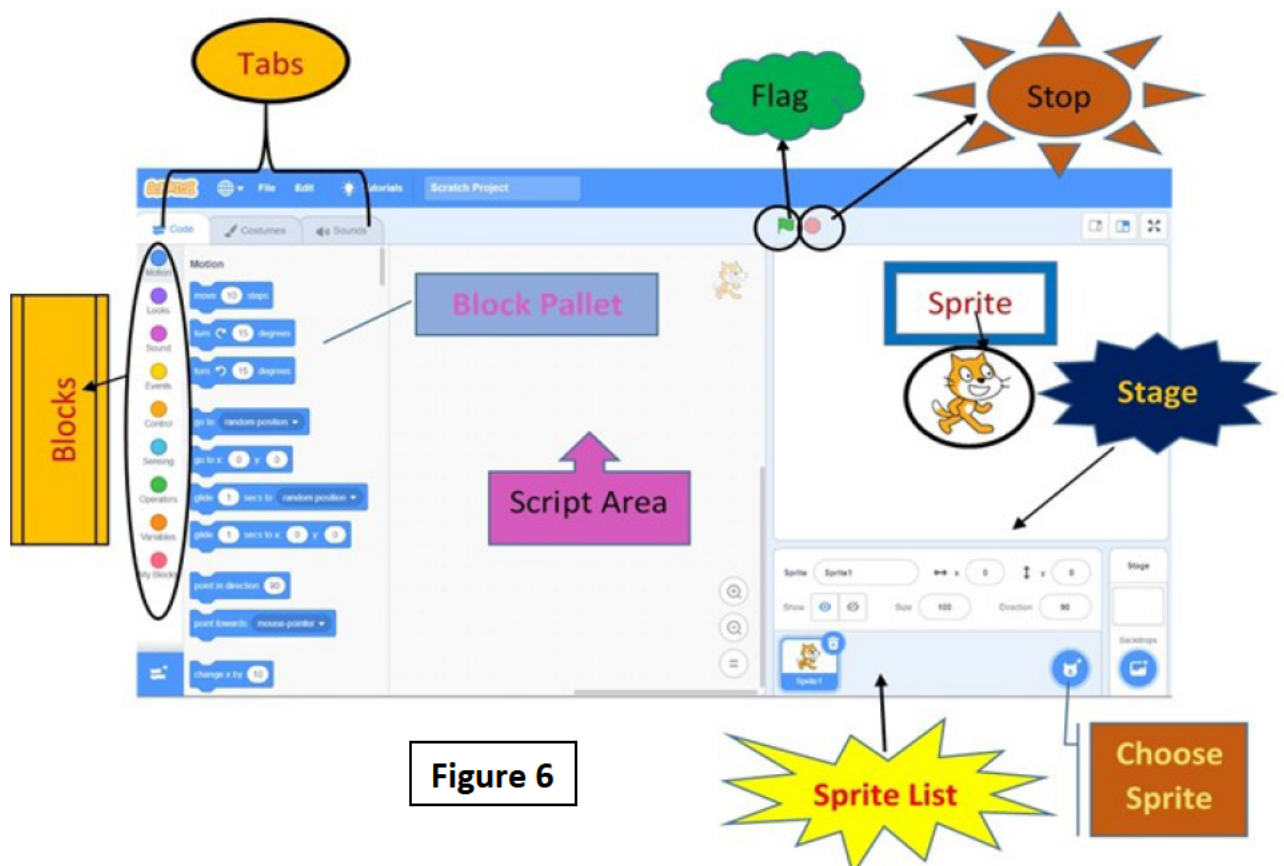 Tabs
Flag
Stop
SCRATCH
File Edit Tutorials Scratch Project
Code Costumes Sounds
Motion
Looks
Sound
Events
Control
Sensing
Operators
Variables
My Blocks
Blocks
Motion
move 10 steps
turn 15 degrees
turn 15 degrees
go to random position
go to x: 0 y: 0
glide 1 secs to random position
glide 1 secs to x: 0 y: 0
point in direction 90
point towards mouse-pointer
change x by 10
Block Pallet
Script Area
Sprite
Stage
Sprite Sprite1 x 0 y 0
Show Size 100 Direction 90
Sprite1
Stage
Backdrops
Figure 6
Sprite List
Choose
Sprite